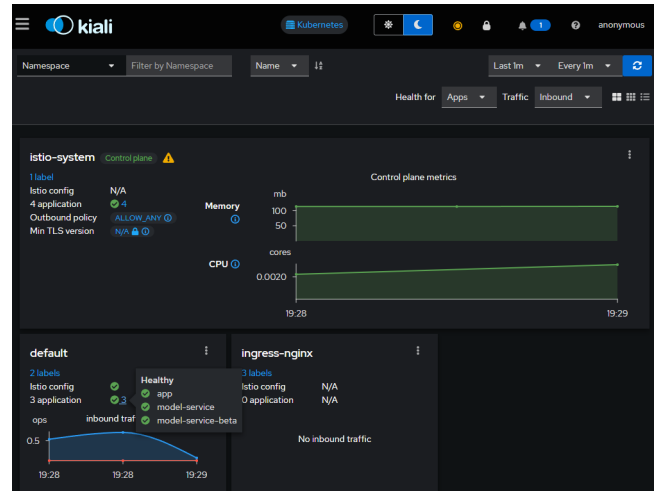 kiali Kubernetes 1 anonymous
Namespace Filter by Namespace Name Last 1m Every 1m
Health for Apps Traffic Inbound
istio-system Control plane
1 label
Istio config N/A
4 application 4
Outbound policy ALLOW_ANY
Min TLS version N/A
Control plane metrics
Memory
mb
100
50
CPU
cores
0.0020
19:28 19:29
default
2 labels
Istio config
3 application 3
Healthy
app
model-service
model-service-beta
ops inbound traf
0.5
19:28 19:28 19:29
ingress-nginx
3 labels
Istio config N/A
0 application N/A
No inbound traffic